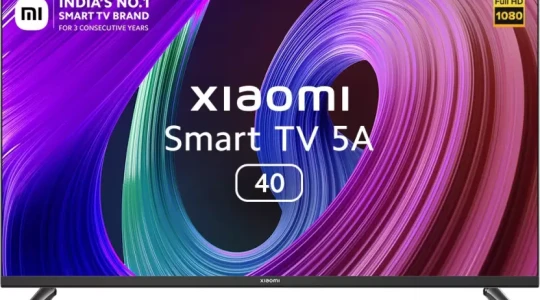 mi
INDIA'S NO.1
SMART TV BRAND
FOR 3 CONSECUTIVE YEARS
Full HD
1080
xiaomi
Smart TV 5A
40
xiaomi